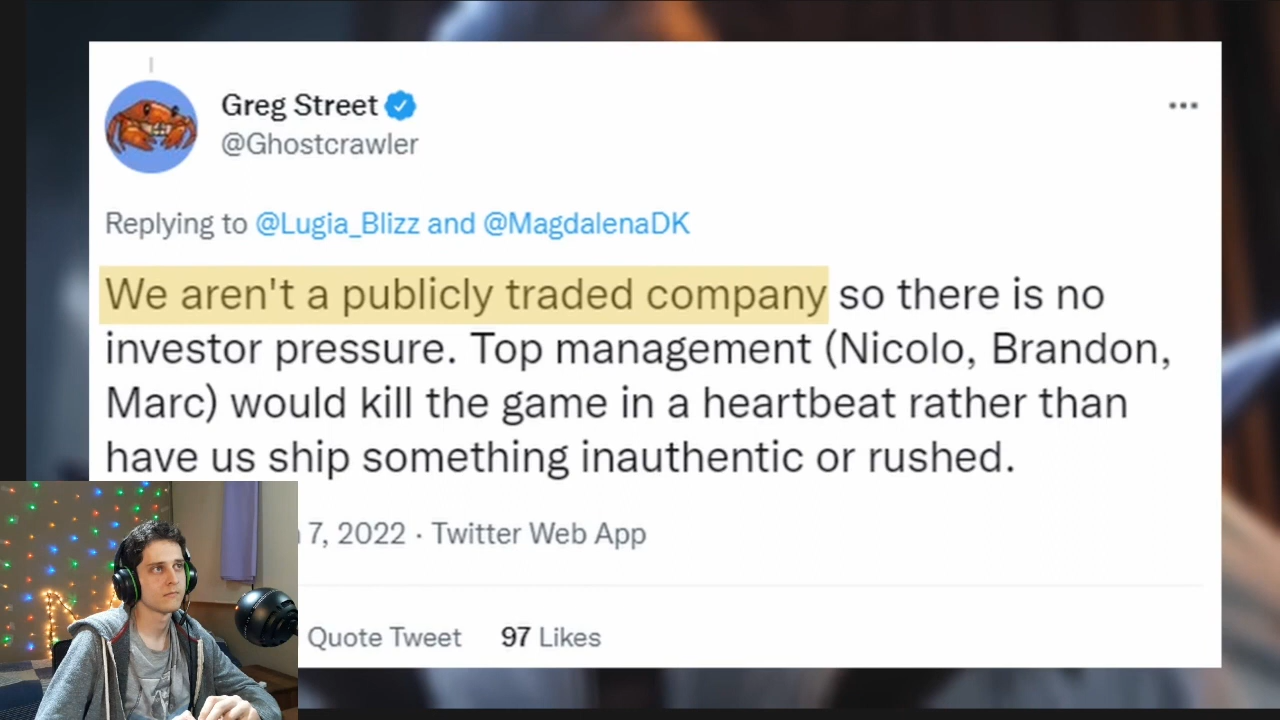 Greg Street
@Ghostcrawler
Replying to @Lugia_Blizz and @MagdalenaDK
We aren't a publicly traded company so there is no
investor pressure. Top management (Nicolo, Brandon,
Marc) would kill the game in a heartbeat rather than
have us ship something inauthentic or rushed.
7, 2022 · Twitter Web App
Quote Tweet 97 Likes